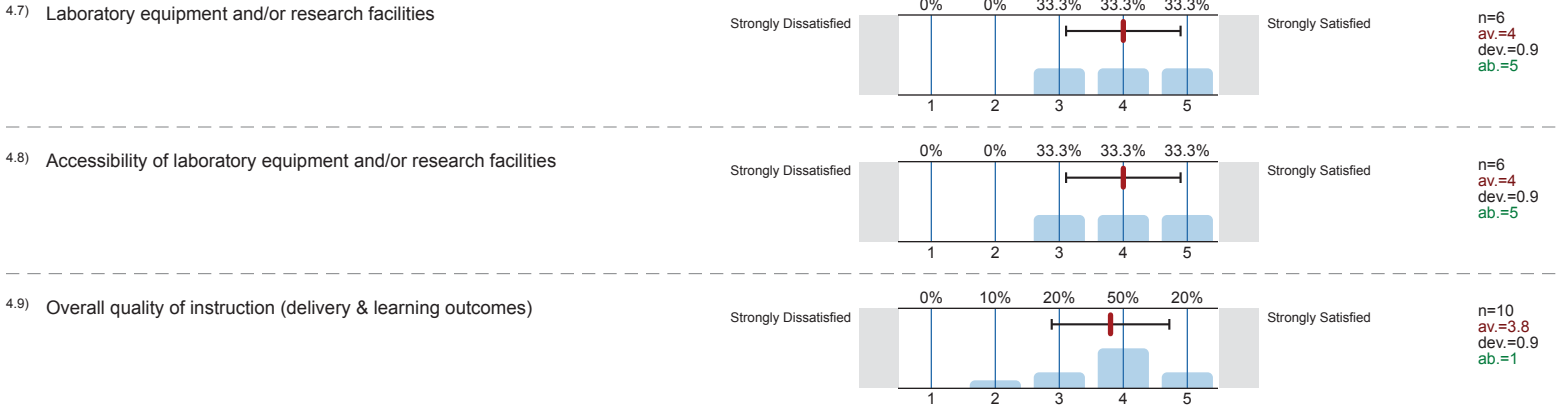 4.7) Laboratory equipment and/or research facilities
0% 0% 33.3% 33.3% 33.3%
Strongly Dissatisfied
Strongly Satisfied
1 2 3 4 5
n=6
av.=4
dev.=0.9
ab.=5
4.8) Accessibility of laboratory equipment and/or research facilities
0% 0% 33.3% 33.3% 33.3%
Strongly Dissatisfied
Strongly Satisfied
1 2 3 4 5
n=6
av.=4
dev.=0.9
ab.=5
4.9) Overall quality of instruction (delivery & learning outcomes)
0% 10% 20% 50% 20%
Strongly Dissatisfied
Strongly Satisfied
1 2 3 4 5
n=10
av.=3.8
dev.=0.9
ab.=1